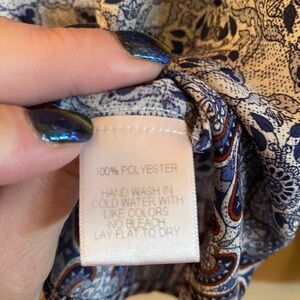 100% POLYESTER
HAND WASH IN
COLD WATER WITH
LIKE COLORS
NO BLEACH
LAY FLAT TO DRY